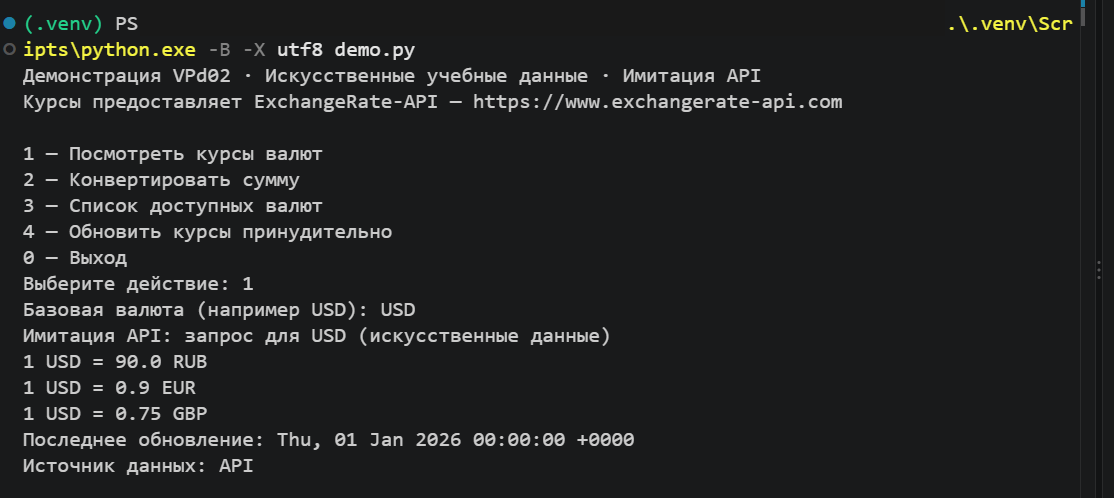 (.venv) PS .\.venv\Scr
ipts\python.exe -B -X utf8 demo.py
Демонстрация VPd02 · Искусственные учебные данные · Имитация API
Курсы предоставляет ExchangeRate-API — https://www.exchangerate-api.com
1 — Посмотреть курсы валют
2 — Конвертировать сумму
3 — Список доступных валют
4 — Обновить курсы принудительно
0 — Выход
Выберите действие: 1
Базовая валюта (например USD): USD
Имитация API: запрос для USD (искусственные данные)
1 USD = 90.0 RUB
1 USD = 0.9 EUR
1 USD = 0.75 GBP
Последнее обновление: Thu, 01 Jan 2026 00:00:00 +0000
Источник данных: API